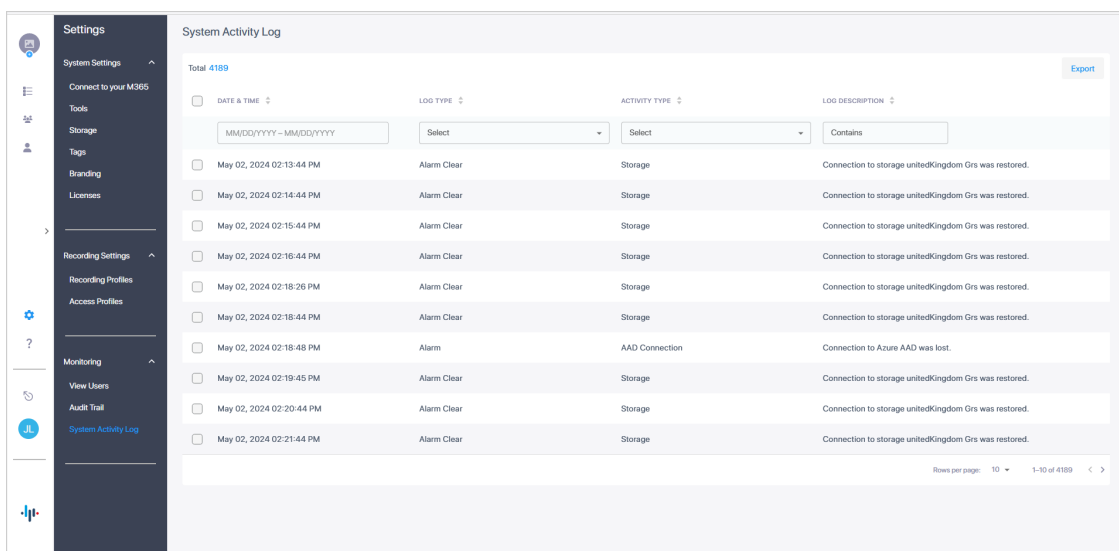 Settings
System Settings
Connect to your M365
Tools
Storage
Tags
Branding
Licenses
Recording Settings
Recording Profiles
Access Profiles
?
Monitoring
View Users
Audit Trail
JL
System Activity Log
System Activity Log
Total 4189
Export
DATE & TIME LOG TYPE ACTIVITY TYPE LOG DESCRIPTION
MM/DD/YYYY – MM/DD/YYYY Select Select Contains
May 02, 2024 02:13:44 PM Alarm Clear Storage Connection to storage unitedKingdom Grs was restored.
May 02, 2024 02:14:44 PM Alarm Clear Storage Connection to storage unitedKingdom Grs was restored.
May 02, 2024 02:15:44 PM Alarm Clear Storage Connection to storage unitedKingdom Grs was restored.
May 02, 2024 02:16:44 PM Alarm Clear Storage Connection to storage unitedKingdom Grs was restored.
May 02, 2024 02:18:26 PM Alarm Clear Storage Connection to storage unitedKingdom Grs was restored.
May 02, 2024 02:18:44 PM Alarm Clear Storage Connection to storage unitedKingdom Grs was restored.
May 02, 2024 02:18:48 PM Alarm AAD Connection Connection to Azure AAD was lost.
May 02, 2024 02:19:45 PM Alarm Clear Storage Connection to storage unitedKingdom Grs was restored.
May 02, 2024 02:20:44 PM Alarm Clear Storage Connection to storage unitedKingdom Grs was restored.
May 02, 2024 02:21:44 PM Alarm Clear Storage Connection to storage unitedKingdom Grs was restored.
Rows per page: 10 1–10 of 4189